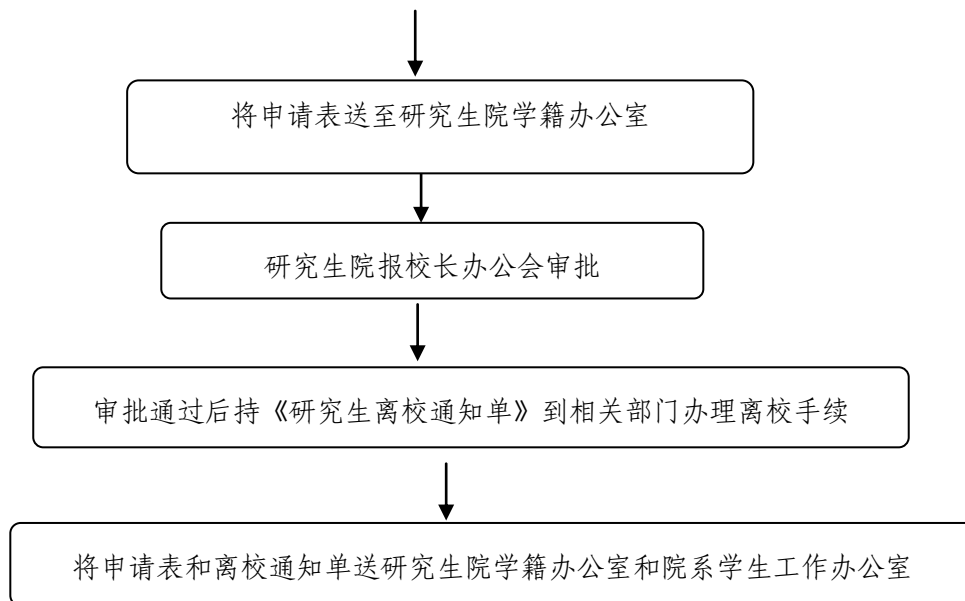 将申请表送至研究生院学籍办公室
研究生院报校长办公会审批
审批通过后持《研究生离校通知单》到相关部门办理离校手续
将申请表和离校通知单送研究生院学籍办公室和院系学生工作办公室